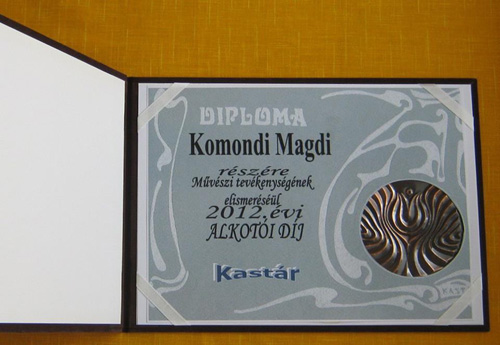 DIPLOMA
Komondi Magdi
részére
Művészi tevékenységének
elismeréséül
2012.évi
ALKOTÓI DÍJ
Kastár